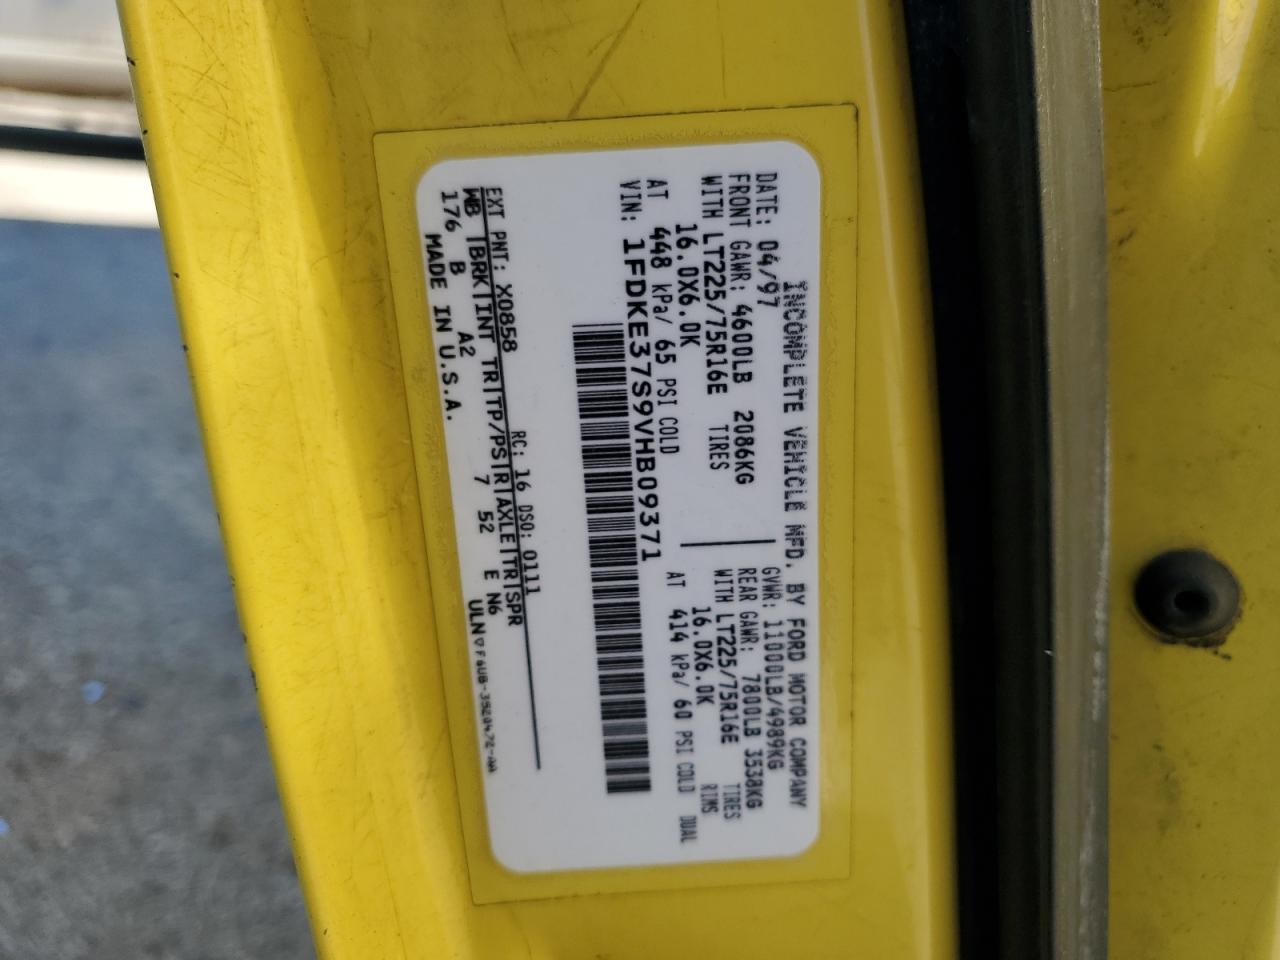 INCOMPLETE VEHICLE MFD. BY FORD MOTOR COMPANY
DATE: 04/97 GVWR: 11000LB/4989KG
FRONT GAWR: 4600LB 2086KG REAR GAWR: 7800LB 3538KG
WITH LT225/75R16E TIRES WITH LT225/75R16E TIRES
16.0X6.0K 16.0X6.0K RIMS
AT 448 kPa/ 65 PSI COLD AT 414 kPa/ 60 PSI COLD DUAL
VIN: 1FDKE37S9VHB09371
EXT PNT: X0858 RC: 16 DSO: 0111
WB BRK INT TR TP/PS R AXLE TR SPR
176 B A2 7 52 E N6
MADE IN U.S.A. ULN F6UB-3520472-AA